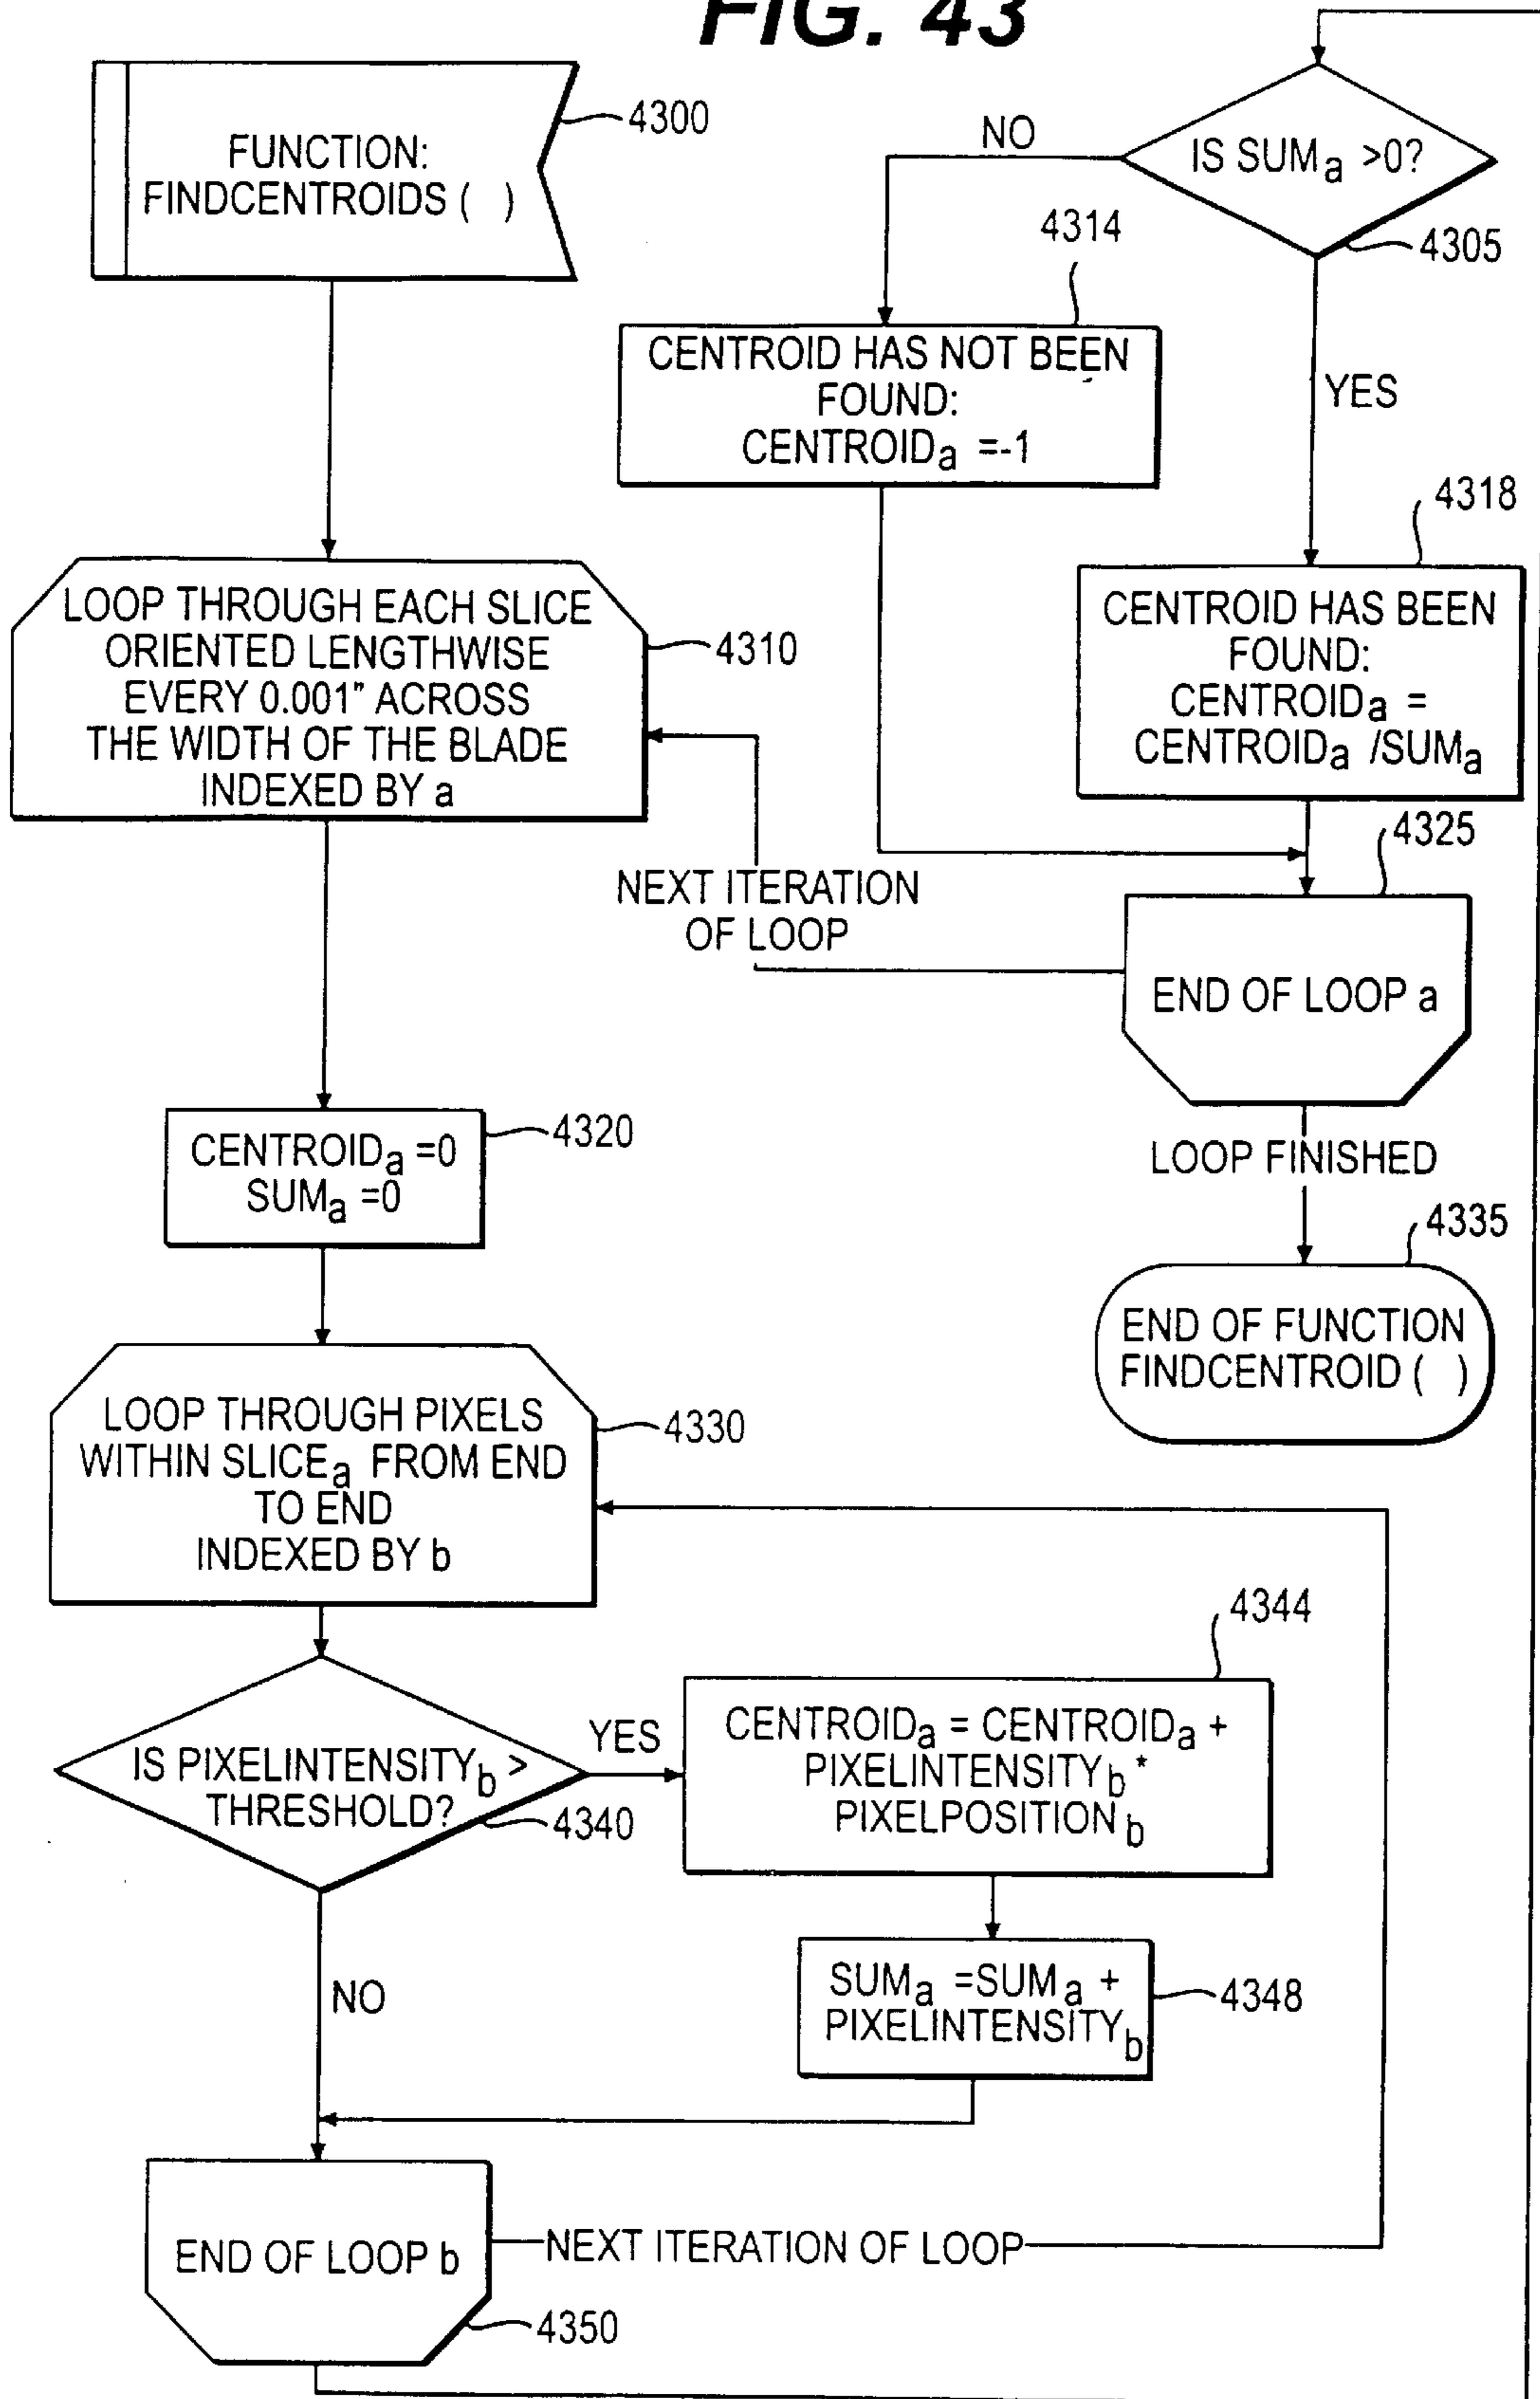 FIG. 43
FUNCTION:
FINDCENTROIDS ( )
4300
LOOP THROUGH EACH SLICE
ORIENTED LENGTHWISE
EVERY 0.001" ACROSS
THE WIDTH OF THE BLADE
INDEXED BY a
4310
CENTROIDa =0
SUMa =0
4320
LOOP THROUGH PIXELS
WITHIN SLICEa FROM END
TO END
INDEXED BY b
4330
IS PIXELINTENSITYb >
THRESHOLD?
4340
YES
NO
4344
CENTROIDa = CENTROIDa +
PIXELINTENSITYb*
PIXELPOSITIONb
SUMa =SUMa +
PIXELINTENSITYb
4348
END OF LOOP b
NEXT ITERATION OF LOOP
4350
IS SUMa >0?
4305
NO
YES
4314
CENTROID HAS NOT BEEN
FOUND:
CENTROIDa =-1
4318
CENTROID HAS BEEN
FOUND:
CENTROIDa =
CENTROIDa /SUMa
4325
NEXT ITERATION
OF LOOP
END OF LOOP a
LOOP FINISHED
4335
END OF FUNCTION
FINDCENTROID ( )